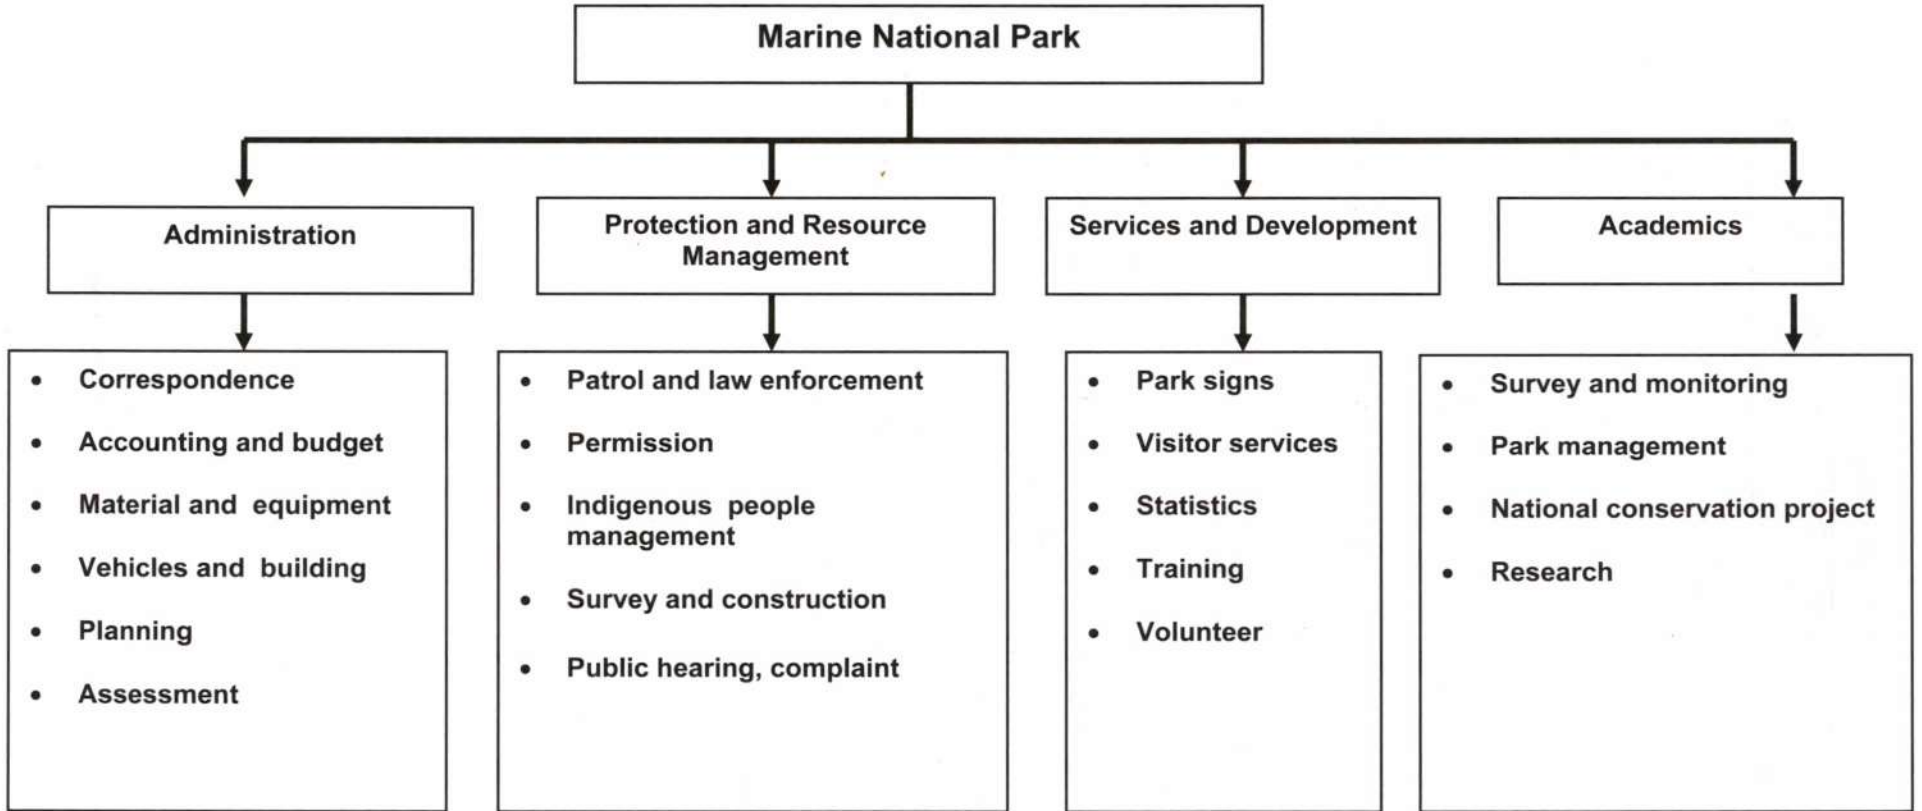 Marine National Park
Administration
Protection and Resource
Management
Services and Development
Academics
• Correspondence
• Accounting and budget
• Material and equipment
• Vehicles and building
• Planning
• Assessment
• Patrol and law enforcement
• Permission
• Indigenous people
management
• Survey and construction
• Public hearing, complaint
• Park signs
• Visitor services
• Statistics
• Training
• Volunteer
• Survey and monitoring
• Park management
• National conservation project
• Research